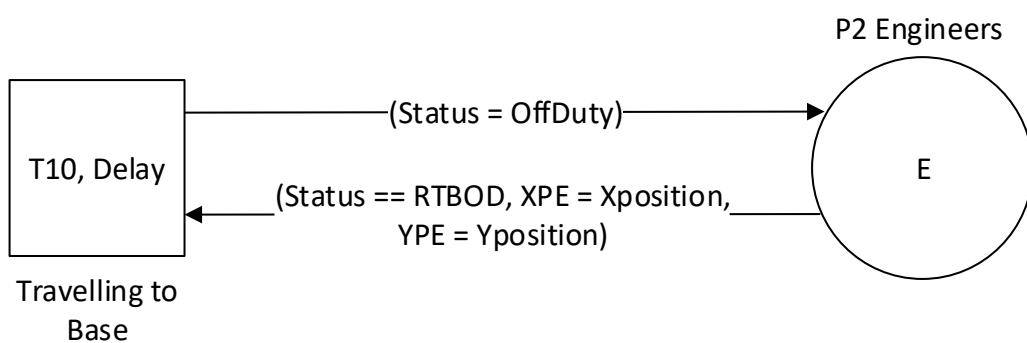 P2 Engineers
(Status = OffDuty)
T10, Delay
E
(Status == RTBOD, XPE = Xposition,
YPE = Yposition)
Travelling to
Base